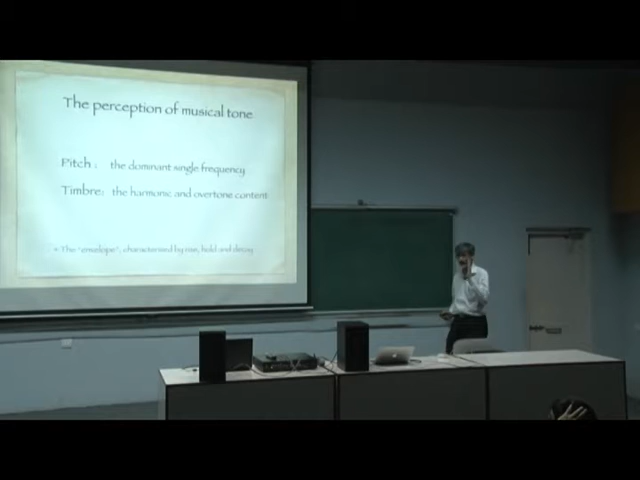 The perception of musical tone
Pitch : the dominant single frequency
Timbre: the harmonic and overtone content
+ The "envelope", characterised by rise, hold and decay